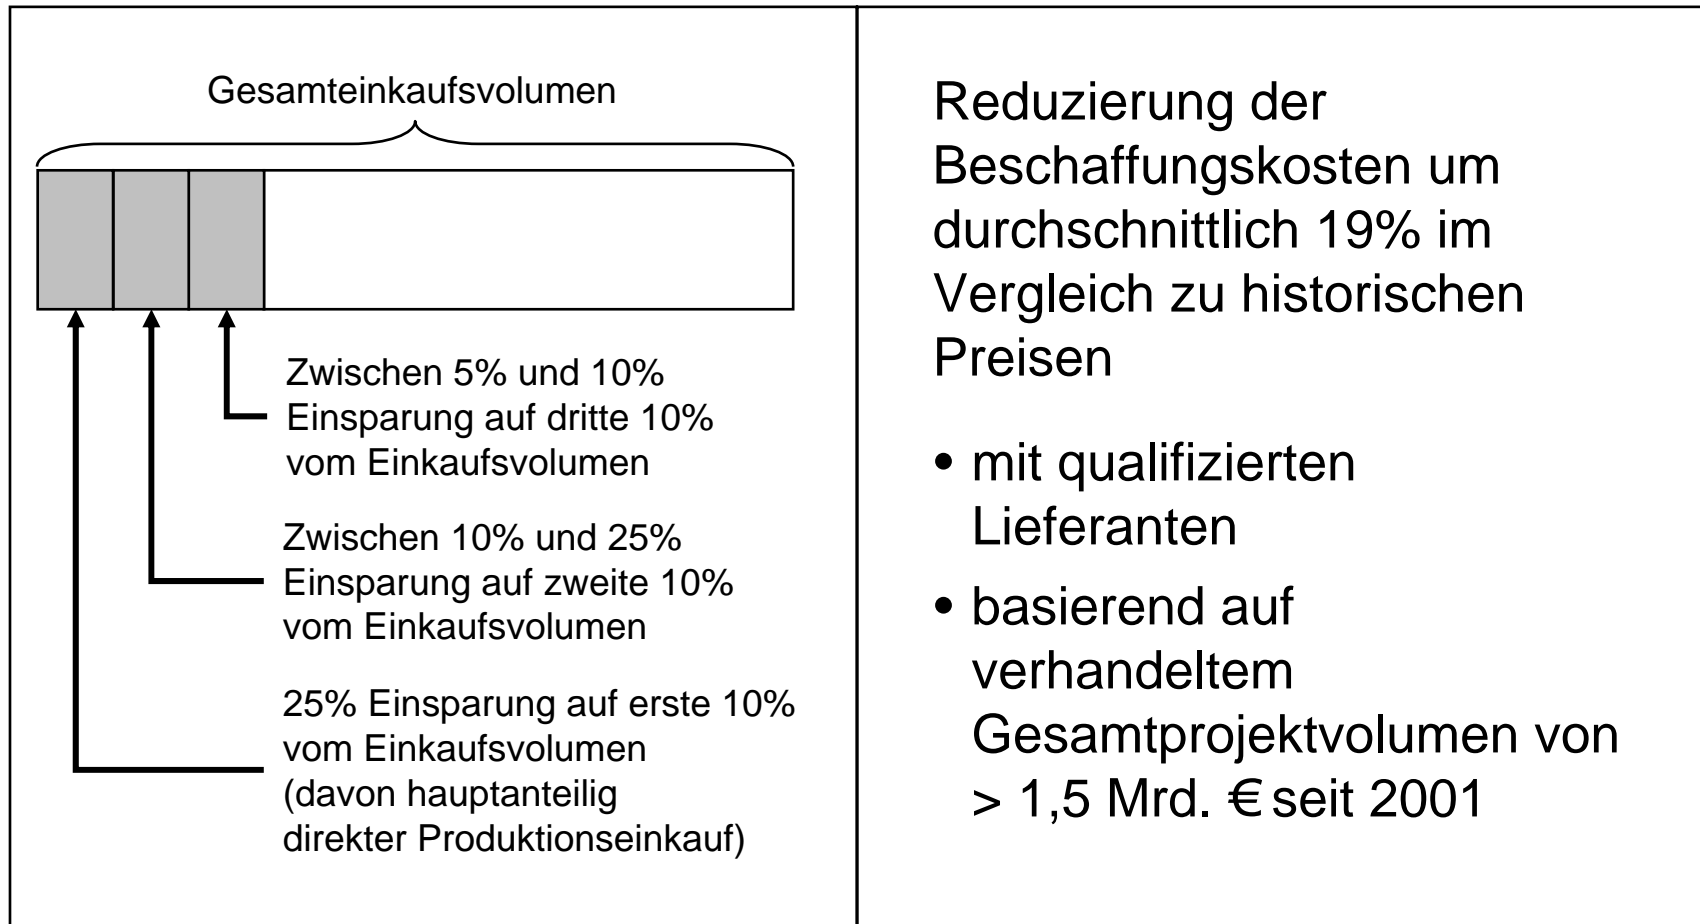 Gesamteinkaufsvolumen
Zwischen 5% und 10%
Einsparung auf dritte 10%
vom Einkaufsvolumen
Zwischen 10% und 25%
Einsparung auf zweite 10%
vom Einkaufsvolumen
25% Einsparung auf erste 10%
vom Einkaufsvolumen
(davon hauptanteilig
direkter Produktionseinkauf)
Reduzierung der
Beschaffungskosten um
durchschnittlich 19% im
Vergleich zu historischen
Preisen
• mit qualifizierten
Lieferanten
• basierend auf
verhandeltem
Gesamtprojektvolumen von
> 1,5 Mrd. € seit 2001